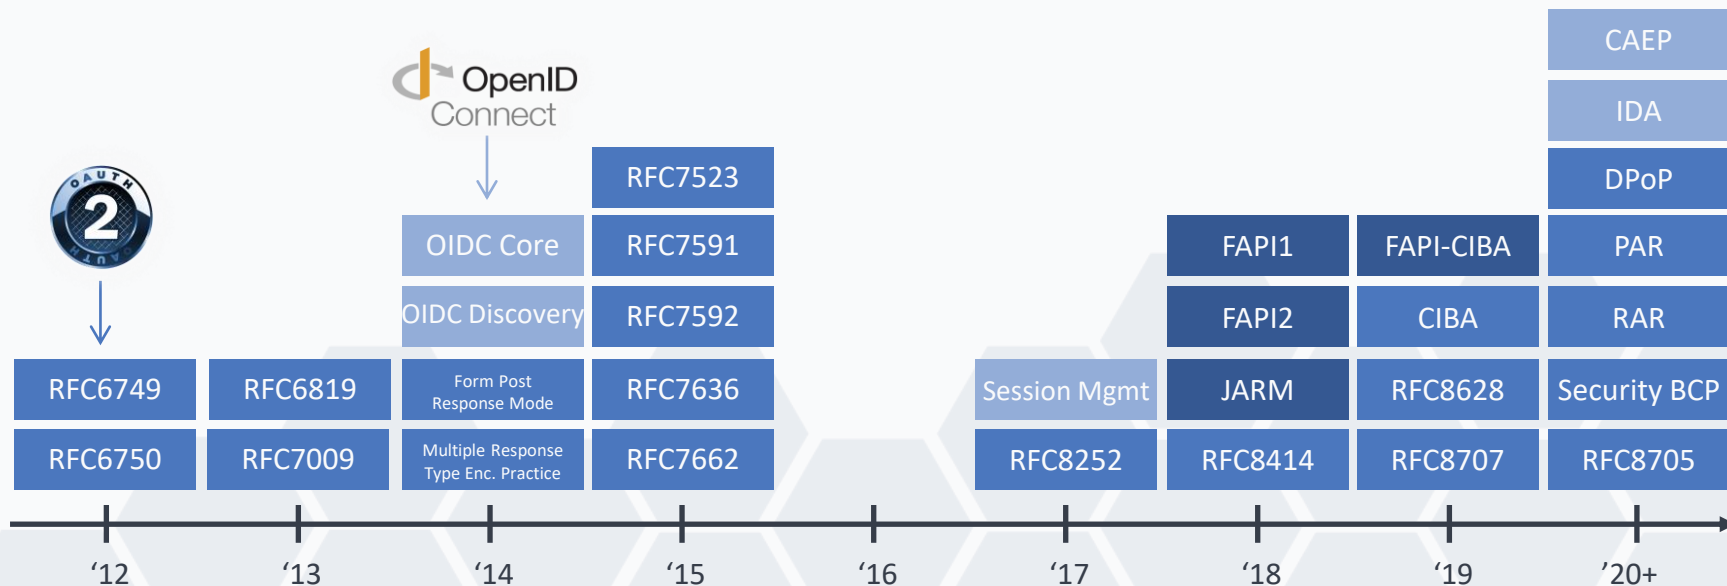 CAEP
OpenID
Connect
IDA
RFC7523
DPoP
OAUTH
2
OAUTH
OIDC Core
RFC7591
FAPI1
FAPI-CIBA
PAR
OIDC Discovery
RFC7592
FAPI2
CIBA
RAR
RFC6749
RFC6819
Form Post
Response Mode
RFC7636
Session Mgmt
JARM
RFC8628
Security BCP
RFC6750
RFC7009
Multiple Response
Type Enc. Practice
RFC7662
RFC8252
RFC8414
RFC8707
RFC8705
‘12
‘13
‘14
‘15
‘16
‘17
‘18
‘19
’20+